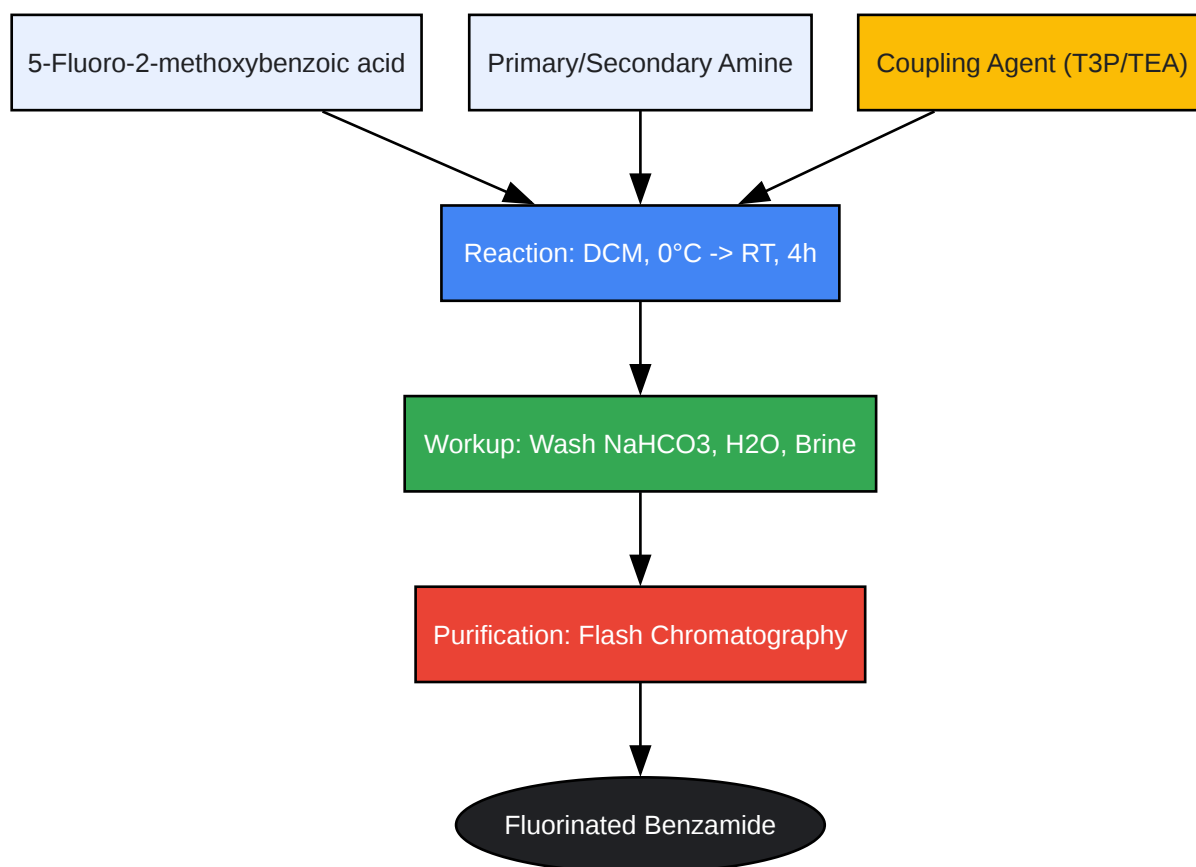 5-Fluoro-2-methoxybenzoic acid
Primary/Secondary Amine
Coupling Agent (T3P/TEA)
Reaction: DCM, 0°C -> RT, 4h
Workup: Wash NaHCO3, H2O, Brine
Purification: Flash Chromatography
Fluorinated Benzamide